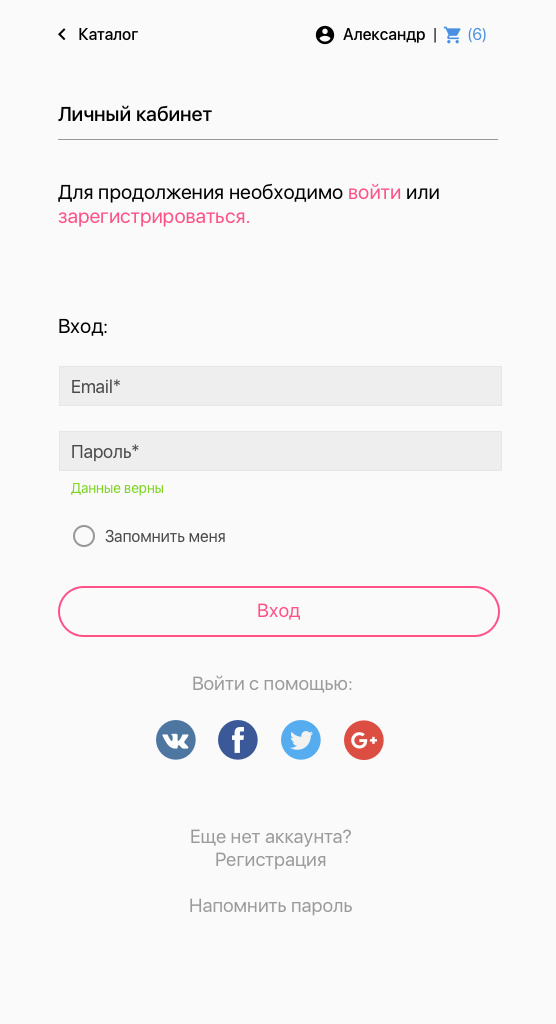 Каталог
Александр | (6)
Личный кабинет
Для продолжения необходимо войти или
зарегистрироваться.
Вход:
Email*
Пароль*
Данные верны
Запомнить меня
Вход
Войти с помощью:
Еще нет аккаунта?
Регистрация
Напомнить пароль